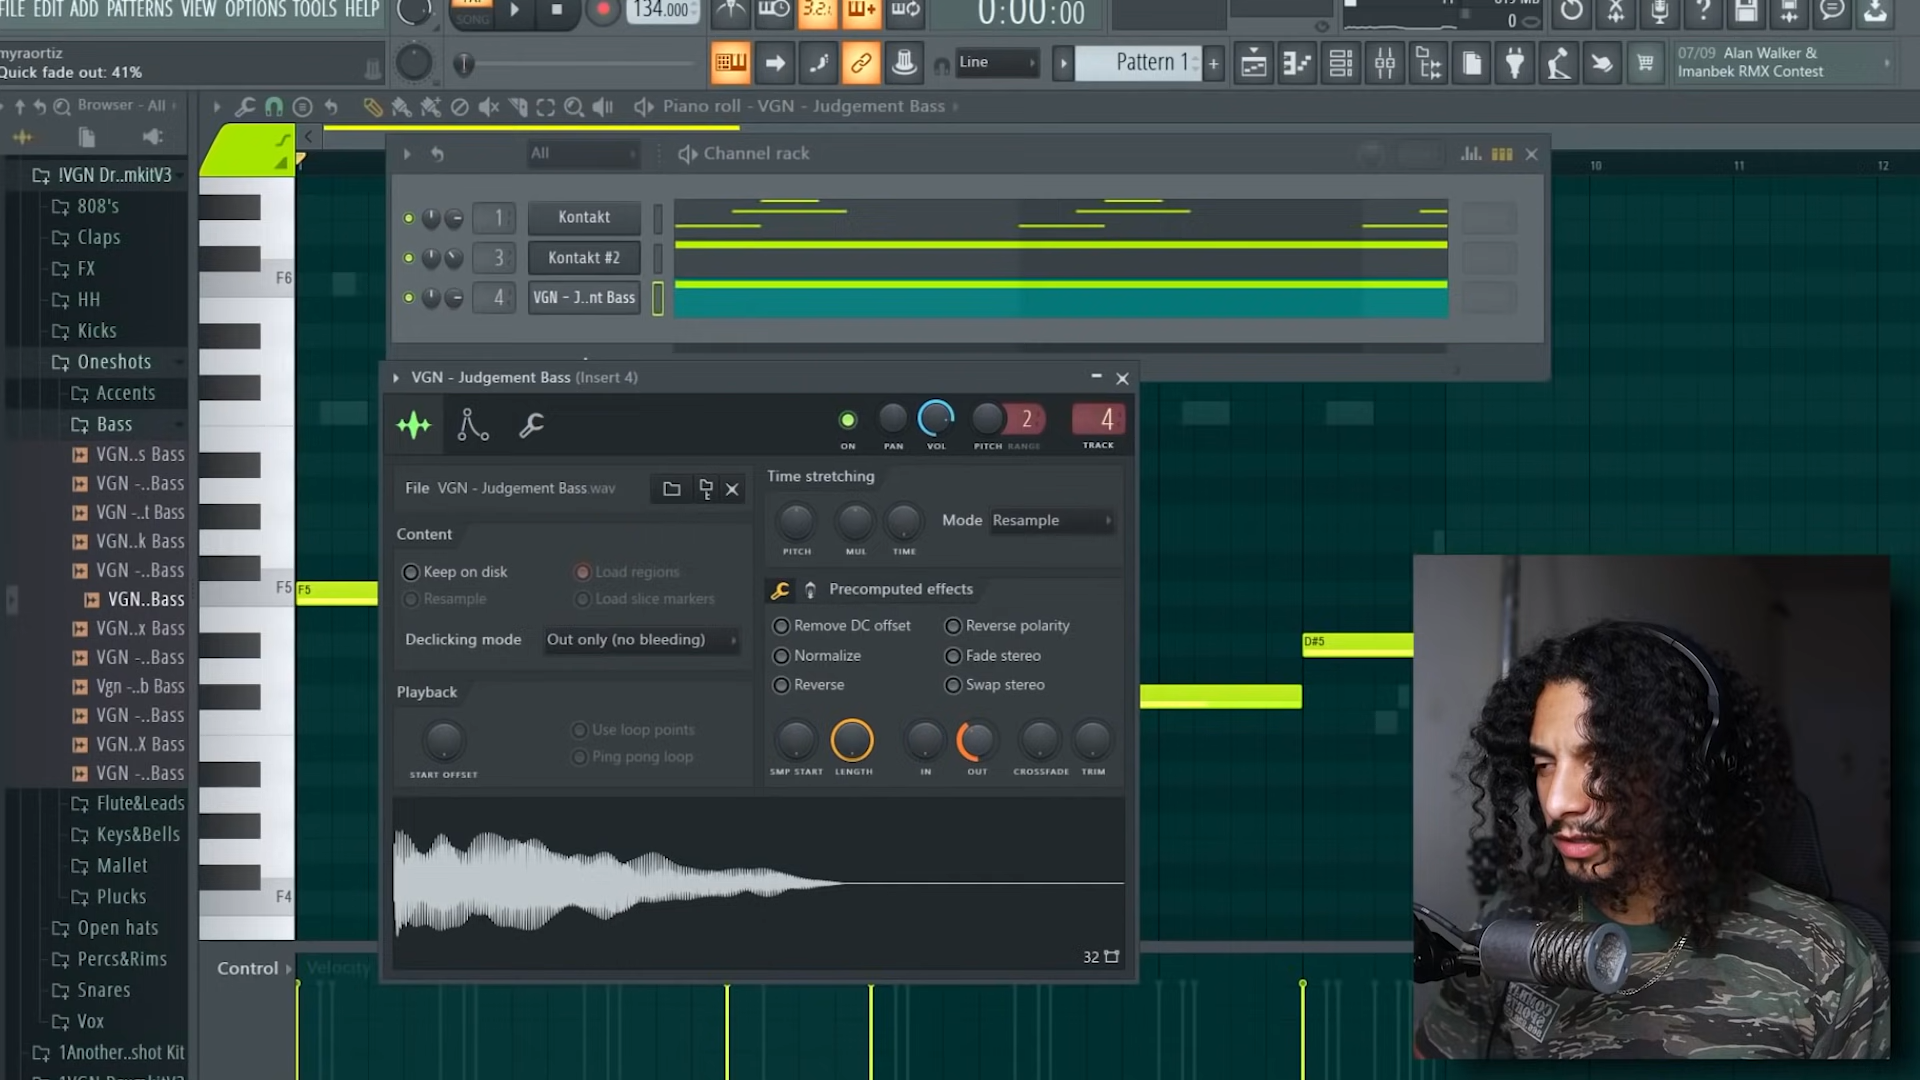 FILE EDIT ADD PATTERNS VIEW OPTIONS TOOLS HELP
SONG
134.000
3.2.
0:00:00
0
myraortiz
Quick fade out: 41%
Line
Pattern 1
+
07/09 Alan Walker &
Imanbek RMX Contest
Browser - All
Piano roll - VGN - Judgement Bass
!VGN Dr..mkitV3
808's
Claps
FX
HH
Kicks
Oneshots
Accents
Bass
VGN..s Bass
VGN -..Bass
VGN -..t Bass
VGN..k Bass
VGN -..Bass
VGN..Bass
VGN..x Bass
VGN -..Bass
Vgn -..b Bass
VGN -..Bass
VGN..X Bass
VGN -..Bass
Flute&Leads
Keys&Bells
Mallet
Plucks
Open hats
Percs&Rims
Snares
Vox
1Another..shot Kit
1VGN-DrumkitV3
F6
F5
F4
F5
D#5
10
11
12
All
Channel rack
1
Kontakt
3
Kontakt #2
4
VGN - J..nt Bass
VGN - Judgement Bass (Insert 4)
ON
PAN
VOL
PITCH
RANGE
2
4
TRACK
File VGN - Judgement Bass.wav
Content
Keep on disk
Load regions
Resample
Load slice markers
Declicking mode
Out only (no bleeding)
Playback
START OFFSET
Use loop points
Ping pong loop
Time stretching
PITCH
MUL
TIME
Mode
Resample
Precomputed effects
Remove DC offset
Reverse polarity
Normalize
Fade stereo
Reverse
Swap stereo
SMP START
LENGTH
IN
OUT
CROSSFADE
TRIM
32
Control
Velocity